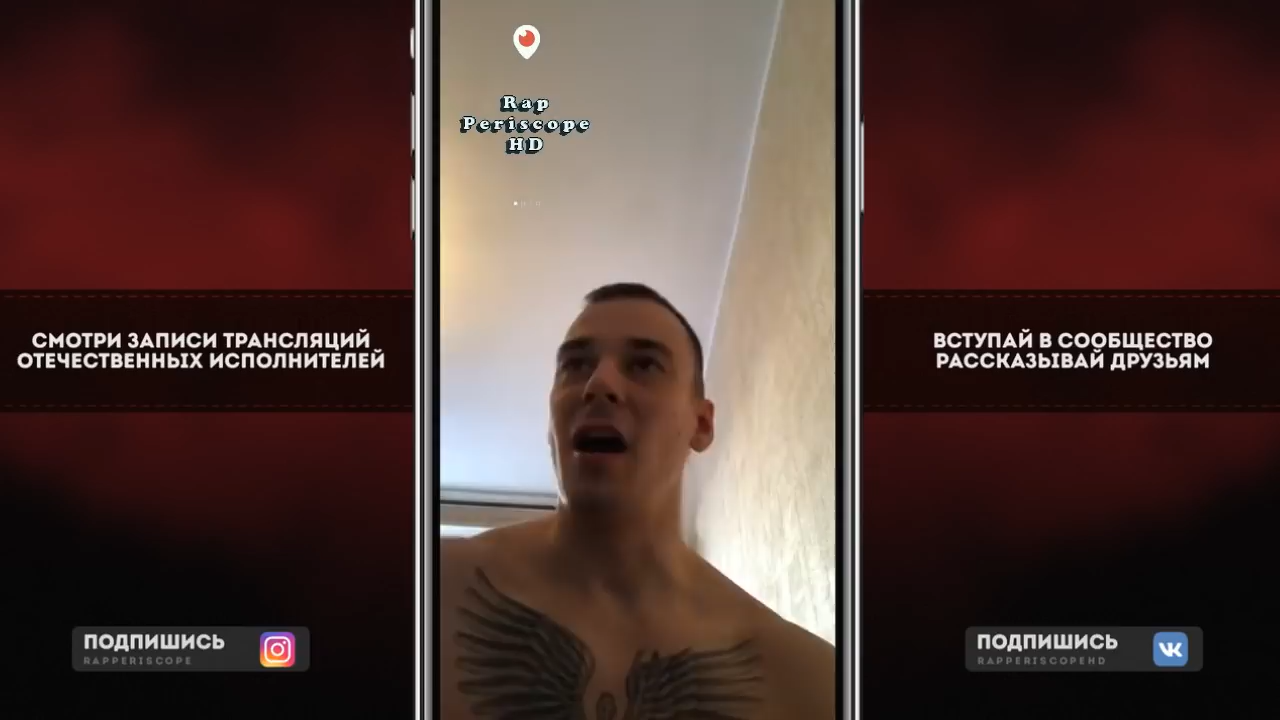 Rap
Periscope
HD
СМОТРИ ЗАПИСИ ТРАНСЛЯЦИЙ
ОТЕЧЕСТВЕННЫХ ИСПОЛНИТЕЛЕЙ
ВСТУПАЙ В СООБЩЕСТВО
РАССКАЗЫВАЙ ДРУЗЬЯМ
ПОДПИШИСЬ
RAPPERISCOPE
ПОДПИШИСЬ
RAPPERISCOPEHD